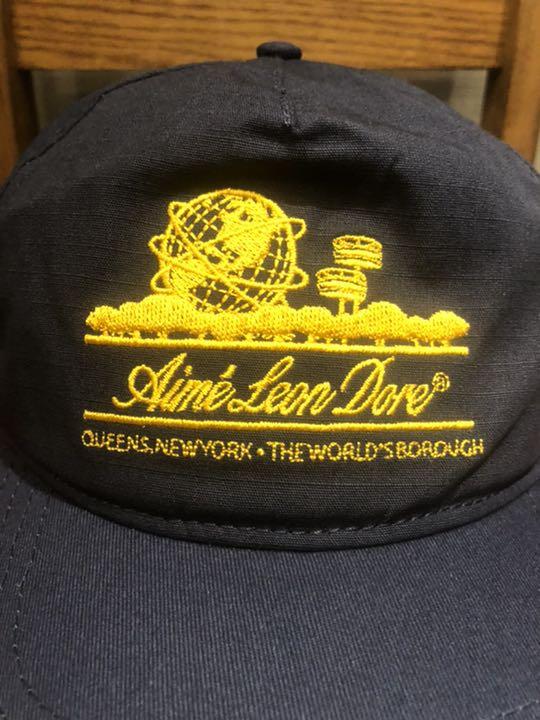 Aimé Leon Dore®
QUEENS, NEW YORK • THE WORLD'S BOROUGH